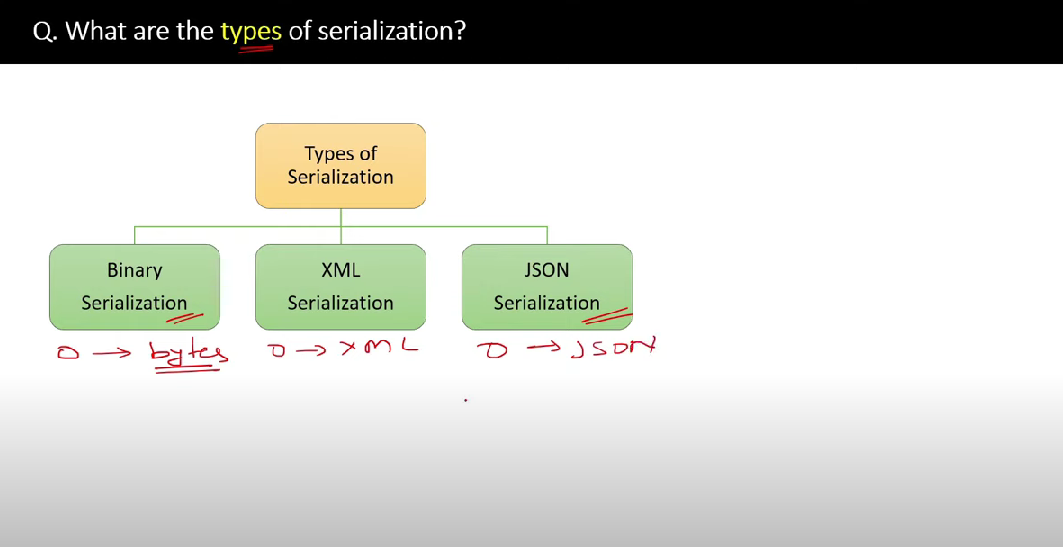 Q. What are the types of serialization?
Types of
Serialization
Binary
Serialization
XML
Serialization
JSON
Serialization
O → bytes
O → XML
O → JSON